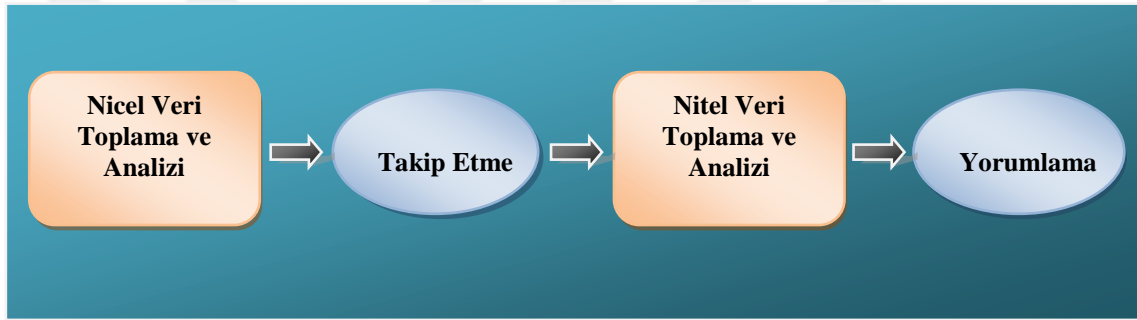 Nicel Veri
Toplama ve
Analizi
Takip Etme
Nitel Veri
Toplama ve
Analizi
Yorumlama